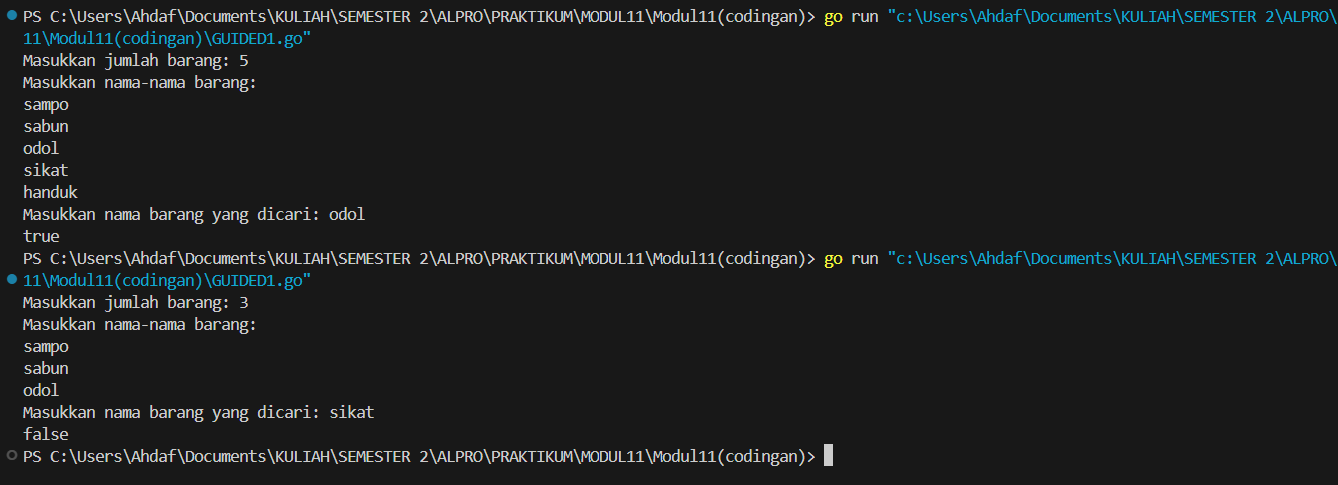 PS C:\Users\Ahdaf\Documents\KULIAH\SEMESTER 2\ALPRO\PRAKTIKUM\MODUL11\Modul11(codingan)> go run "c:\Users\Ahdaf\Documents\KULIAH\SEMESTER 2\ALPRO\
11\Modul11(codingan)\GUIDED1.go"
Masukkan jumlah barang: 5
Masukkan nama-nama barang:
sampo
sabun
odol
sikat
handuk
Masukkan nama barang yang dicari: odol
true
PS C:\Users\Ahdaf\Documents\KULIAH\SEMESTER 2\ALPRO\PRAKTIKUM\MODUL11\Modul11(codingan)> go run "c:\Users\Ahdaf\Documents\KULIAH\SEMESTER 2\ALPRO\
11\Modul11(codingan)\GUIDED1.go"
Masukkan jumlah barang: 3
Masukkan nama-nama barang:
sampo
sabun
odol
Masukkan nama barang yang dicari: sikat
false
PS C:\Users\Ahdaf\Documents\KULIAH\SEMESTER 2\ALPRO\PRAKTIKUM\MODUL11\Modul11(codingan)>